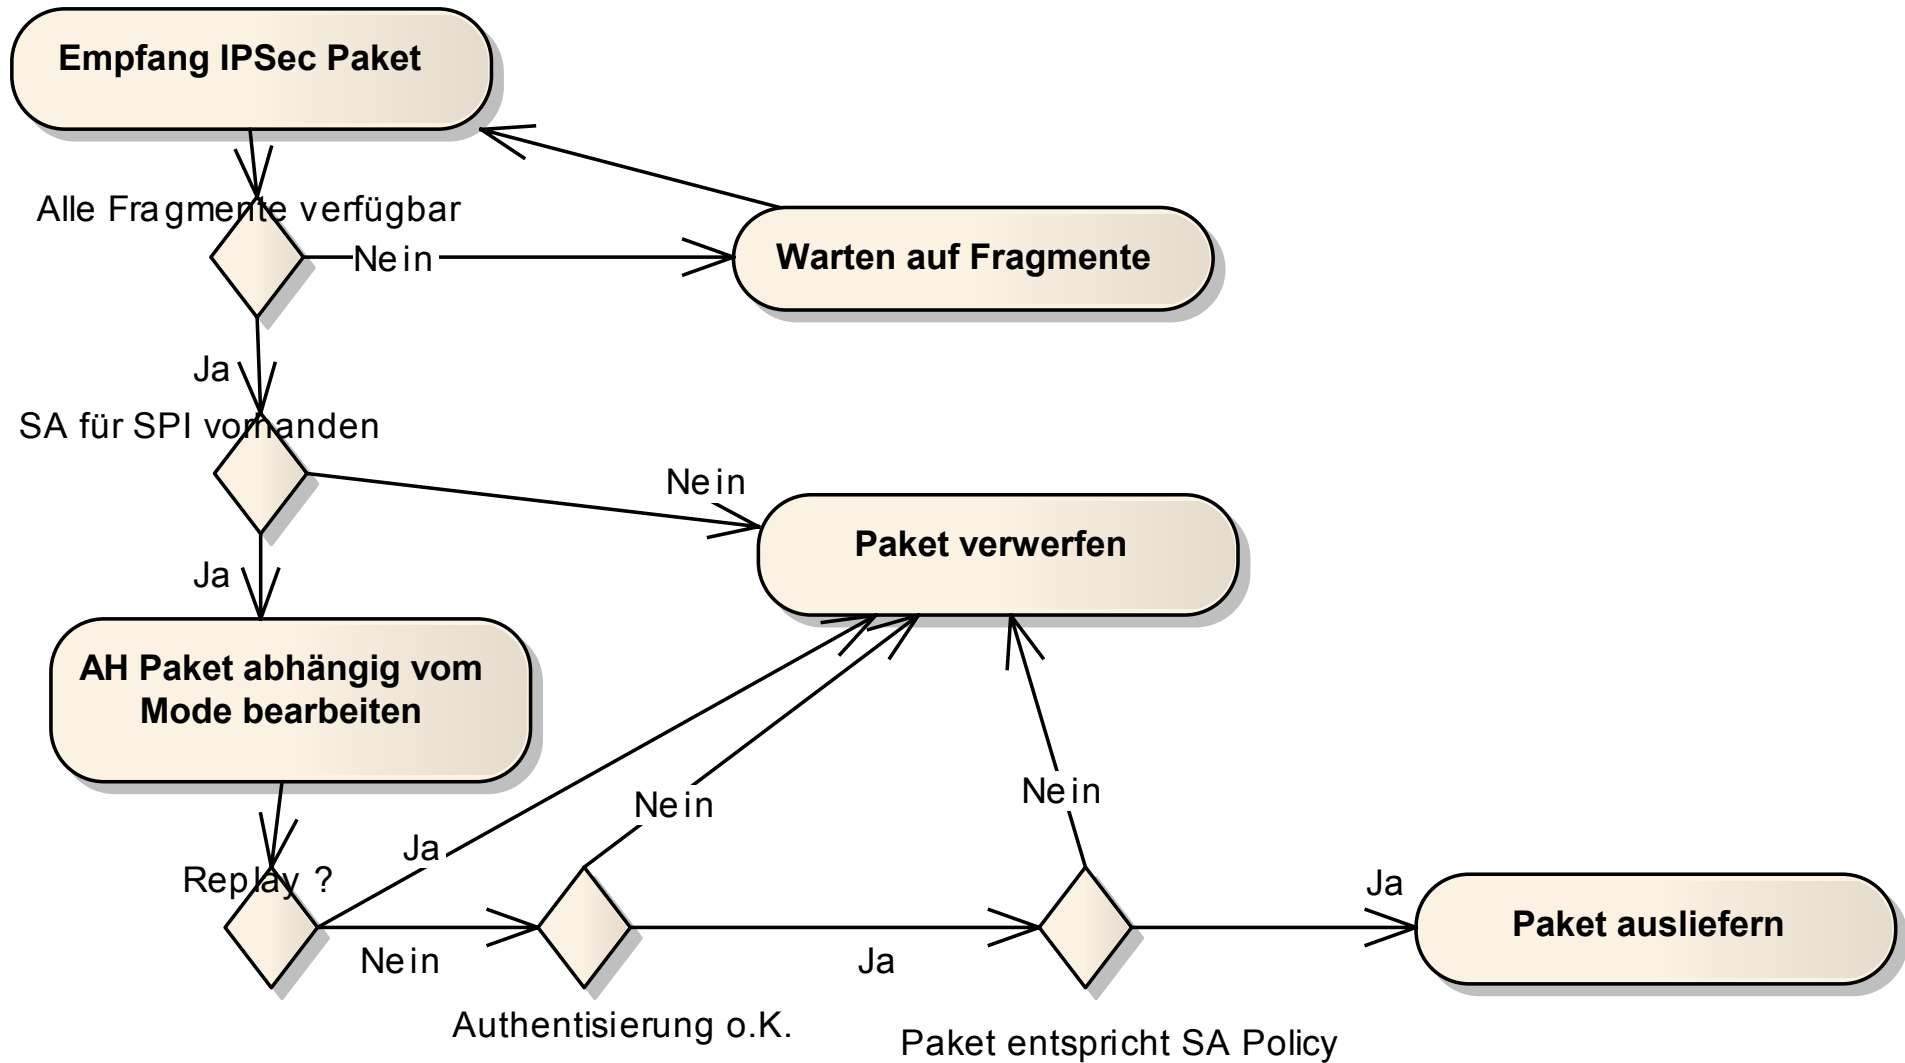 Empfang IPSec Paket
Alle Fragmente verfügbar
Nein
Warten auf Fragmente
Ja
SA für SPI vorhanden
Nein
Paket verwerfen
Ja
AH Paket abhängig vom
Mode bearbeiten
Nein
Nein
Ja
Replay ?
Ja
Paket ausliefern
Nein
Ja
Authentisierung o.K.
Paket entspricht SA Policy